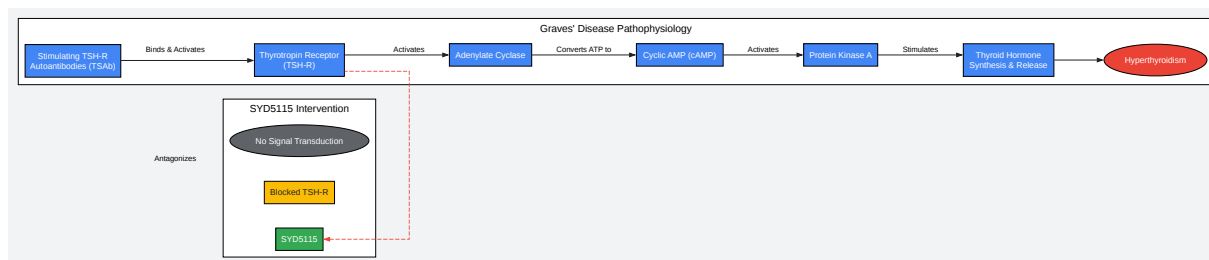 Graves' Disease Pathophysiology
Stimulating TSH-R
Autoantibodies (TSAb)
Binds & Activates
Thyrotropin Receptor
(TSH-R)
Activates
Adenylate Cyclase
Converts ATP to
Cyclic AMP (cAMP)
Activates
Protein Kinase A
Stimulates
Thyroid Hormone
Synthesis & Release
Hyperthyroidism
SYD5115 Intervention
No Signal Transduction
Antagonizes
Blocked TSH-R
SYD5115